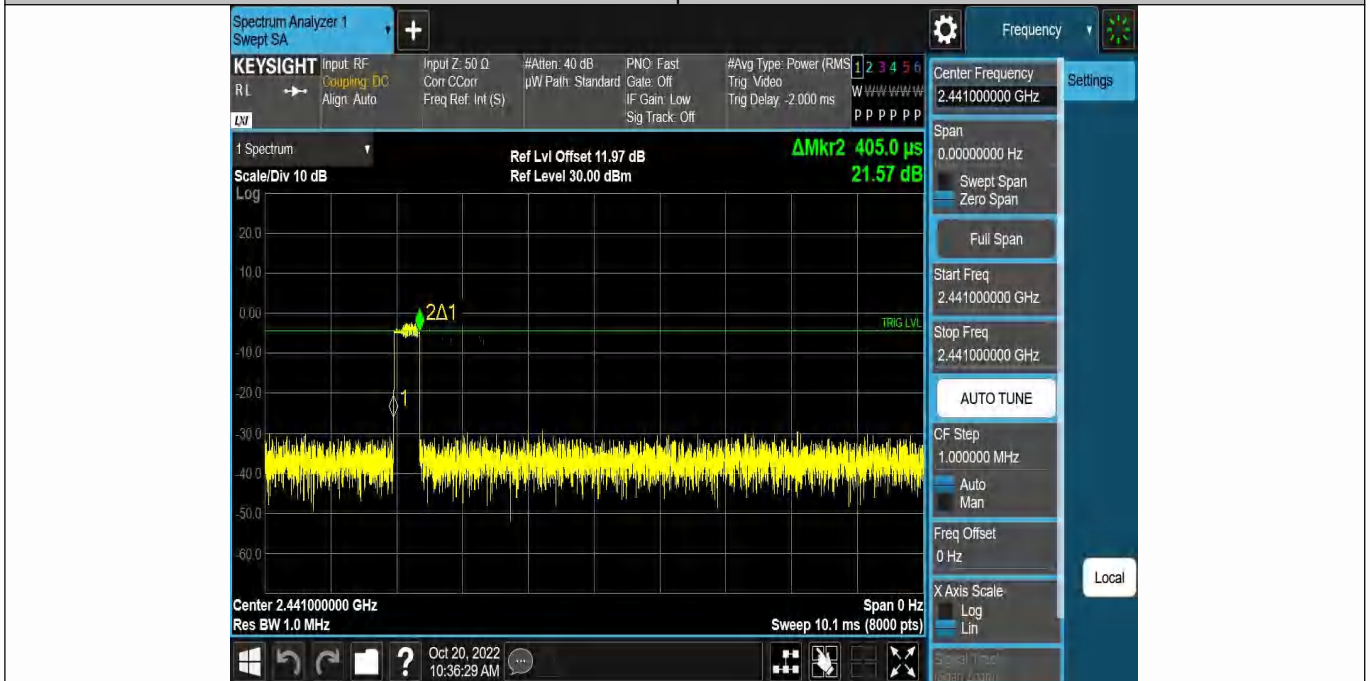 Spectrum Analyzer 1
Swept SA
+
Frequency
KEYSIGHT
RL
LXI
Input: RF
Coupling: DC
Align: Auto
Input Z: 50 Ω
Corr CCorr
Freq Ref: Int (S)
#Atten: 40 dB
µW Path: Standard
PNO: Fast
Gate: Off
IF Gain: Low
Sig Track: Off
#Avg Type: Power (RMS
Trig: Video
Trig Delay: -2.000 ms
1 2 3 4 5 6
W W W W W W
P P P P P P
Center Frequency
2.441000000 GHz
Settings
1 Spectrum
Scale/Div 10 dB
Log
Ref Lvl Offset 11.97 dB
Ref Level 30.00 dBm
ΔMkr2 405.0 µs
21.57 dB
Span
0.00000000 Hz
Swept Span
Zero Span
Full Span
Start Freq
2.441000000 GHz
Stop Freq
2.441000000 GHz
AUTO TUNE
CF Step
1.000000 MHz
Auto
Man
Freq Offset
0 Hz
X Axis Scale
Log
Lin
Local
20.0
10.0
0.00
-10.0
-20.0
-30.0
-40.0
-50.0
-60.0
2Δ1
1
TRIG LVL
Center 2.441000000 GHz
Res BW 1.0 MHz
Span 0 Hz
Sweep 10.1 ms (8000 pts)
?
Oct 20, 2022
10:36:29 AM